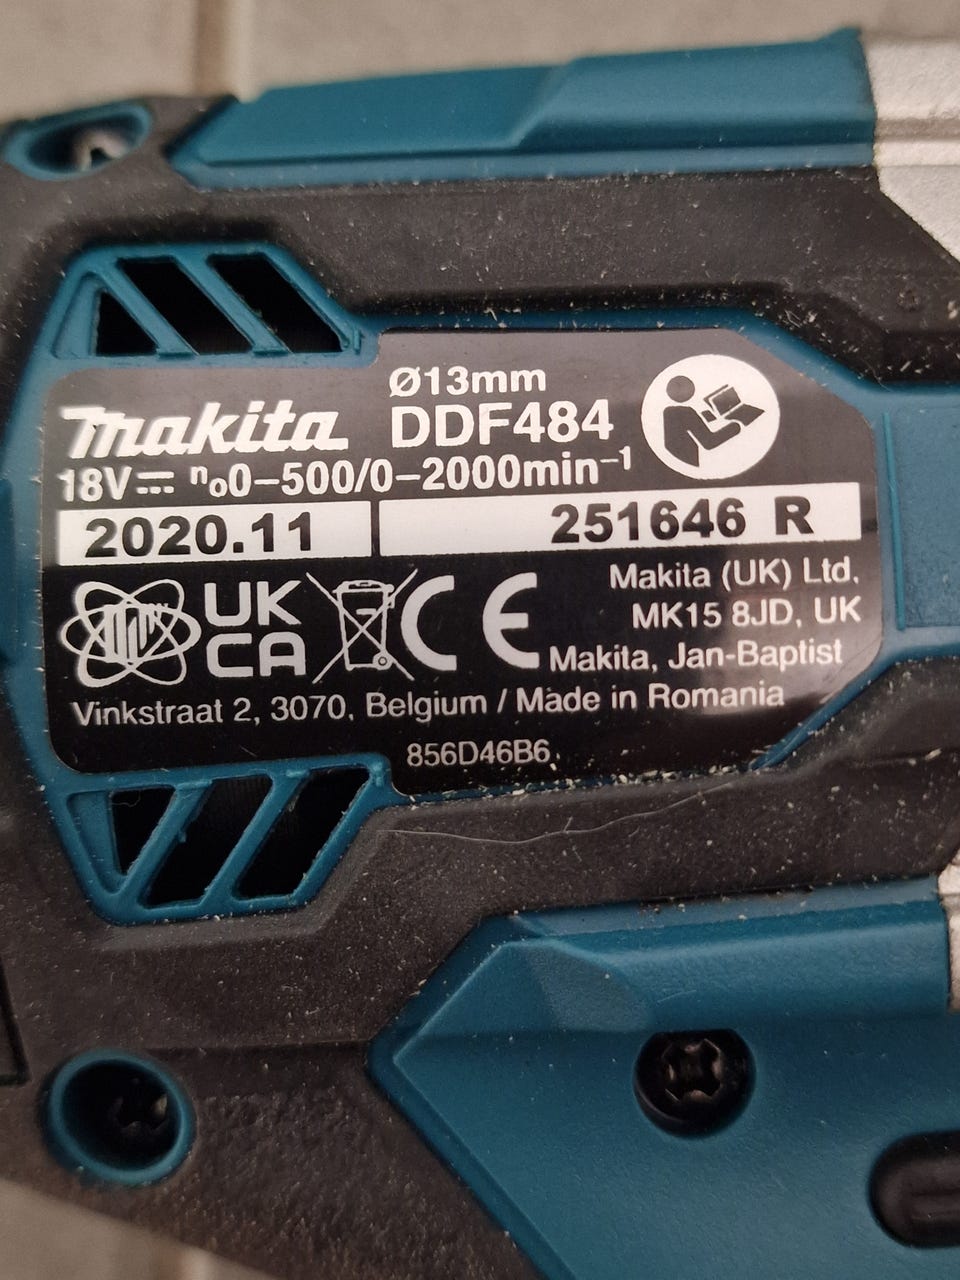 Ø13mm
makita DDF484
18V⎓ n₀0-500/0-2000min⁻¹
2020.11 251646 R
UK
CA
CE
Makita (UK) Ltd.
MK15 8JD, UK
Makita, Jan-Baptist
Vinkstraat 2, 3070, Belgium / Made in Romania
856D46B6